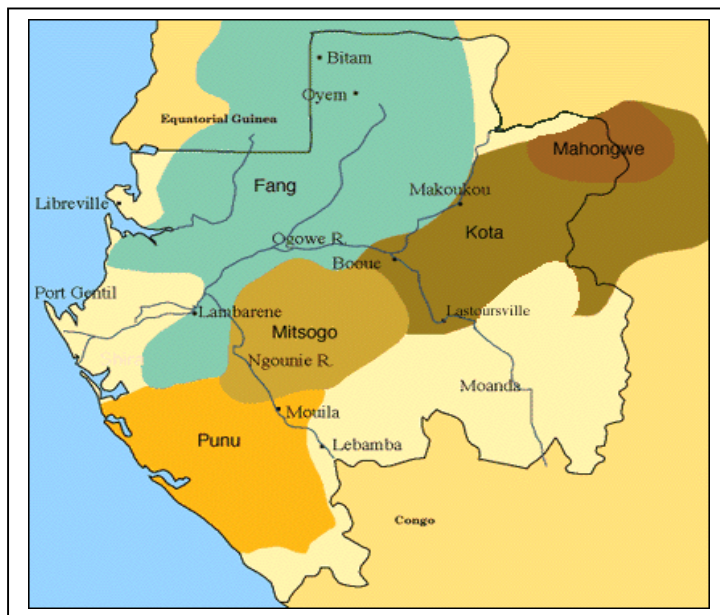 Bitam
Oyem
Equatorial Guinea
Mahongwe
Fang
Makoukou
Libreville
Kota
Ogowe R.
Booue
Port Gentil
Lambarene
Lastoursville
Mitsogo
Ngounie R.
Moanda
Mouila
Punu
Lebamba
Congo